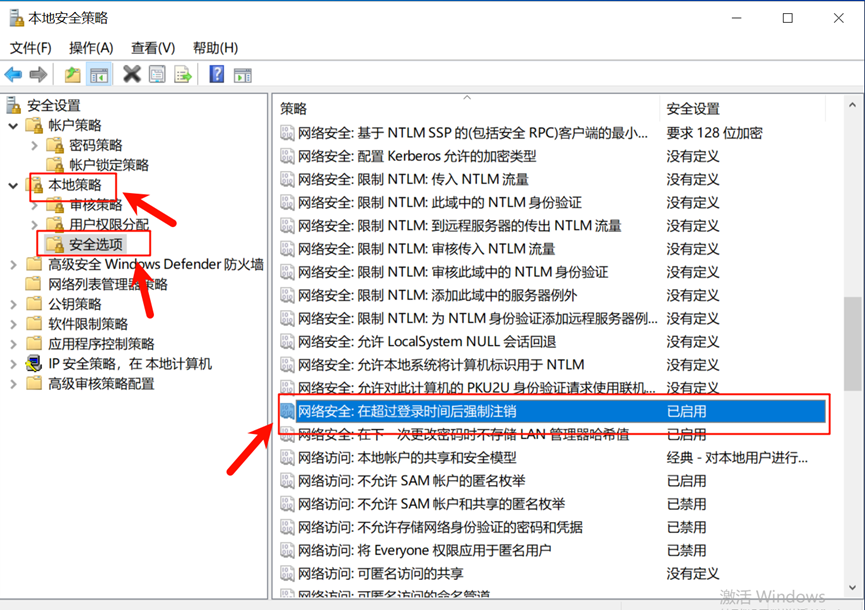 本地安全策略
文件(F) 操作(A) 查看(V) 帮助(H)
安全设置
帐户策略
密码策略
帐户锁定策略
本地策略
审核策略
用户权限分配
安全选项
高级安全 Windows Defender 防火墙
网络列表管理器策略
公钥策略
软件限制策略
应用程序控制策略
IP 安全策略，在 本地计算机
高级审核策略配置
策略 安全设置
网络安全: 基于 NTLM SSP 的(包括安全 RPC)客户端的最小... 要求 128 位加密
网络安全: 配置 Kerberos 允许的加密类型 没有定义
网络安全: 限制 NTLM: 传入 NTLM 流量 没有定义
网络安全: 限制 NTLM: 此域中的 NTLM 身份验证 没有定义
网络安全: 限制 NTLM: 到远程服务器的传出 NTLM 流量 没有定义
网络安全: 限制 NTLM: 审核传入 NTLM 流量 没有定义
网络安全: 限制 NTLM: 审核此域中的 NTLM 身份验证 没有定义
网络安全: 限制 NTLM: 添加此域中的服务器例外 没有定义
网络安全: 限制 NTLM: 为 NTLM 身份验证添加远程服务器例... 没有定义
网络安全: 允许 LocalSystem NULL 会话回退 没有定义
网络安全: 允许本地系统将计算机标识用于 NTLM 没有定义
网络安全: 允许对此计算机的 PKU2U 身份验证请求使用联机... 没有定义
网络安全: 在超过登录时间后强制注销 已启用
网络安全: 在下一次更改密码时不存储 LAN 管理器哈希值 已启用
网络访问: 本地帐户的共享和安全模型 经典 - 对本地用户进行...
网络访问: 不允许 SAM 帐户的匿名枚举 已启用
网络访问: 不允许 SAM 帐户和共享的匿名枚举 已禁用
网络访问: 不允许存储网络身份验证的密码和凭据 已禁用
网络访问: 将 Everyone 权限应用于匿名用户 已禁用
网络访问: 可匿名访问的共享 没有定义
网络访问: 可匿名访问的命名管道
激活 Windows